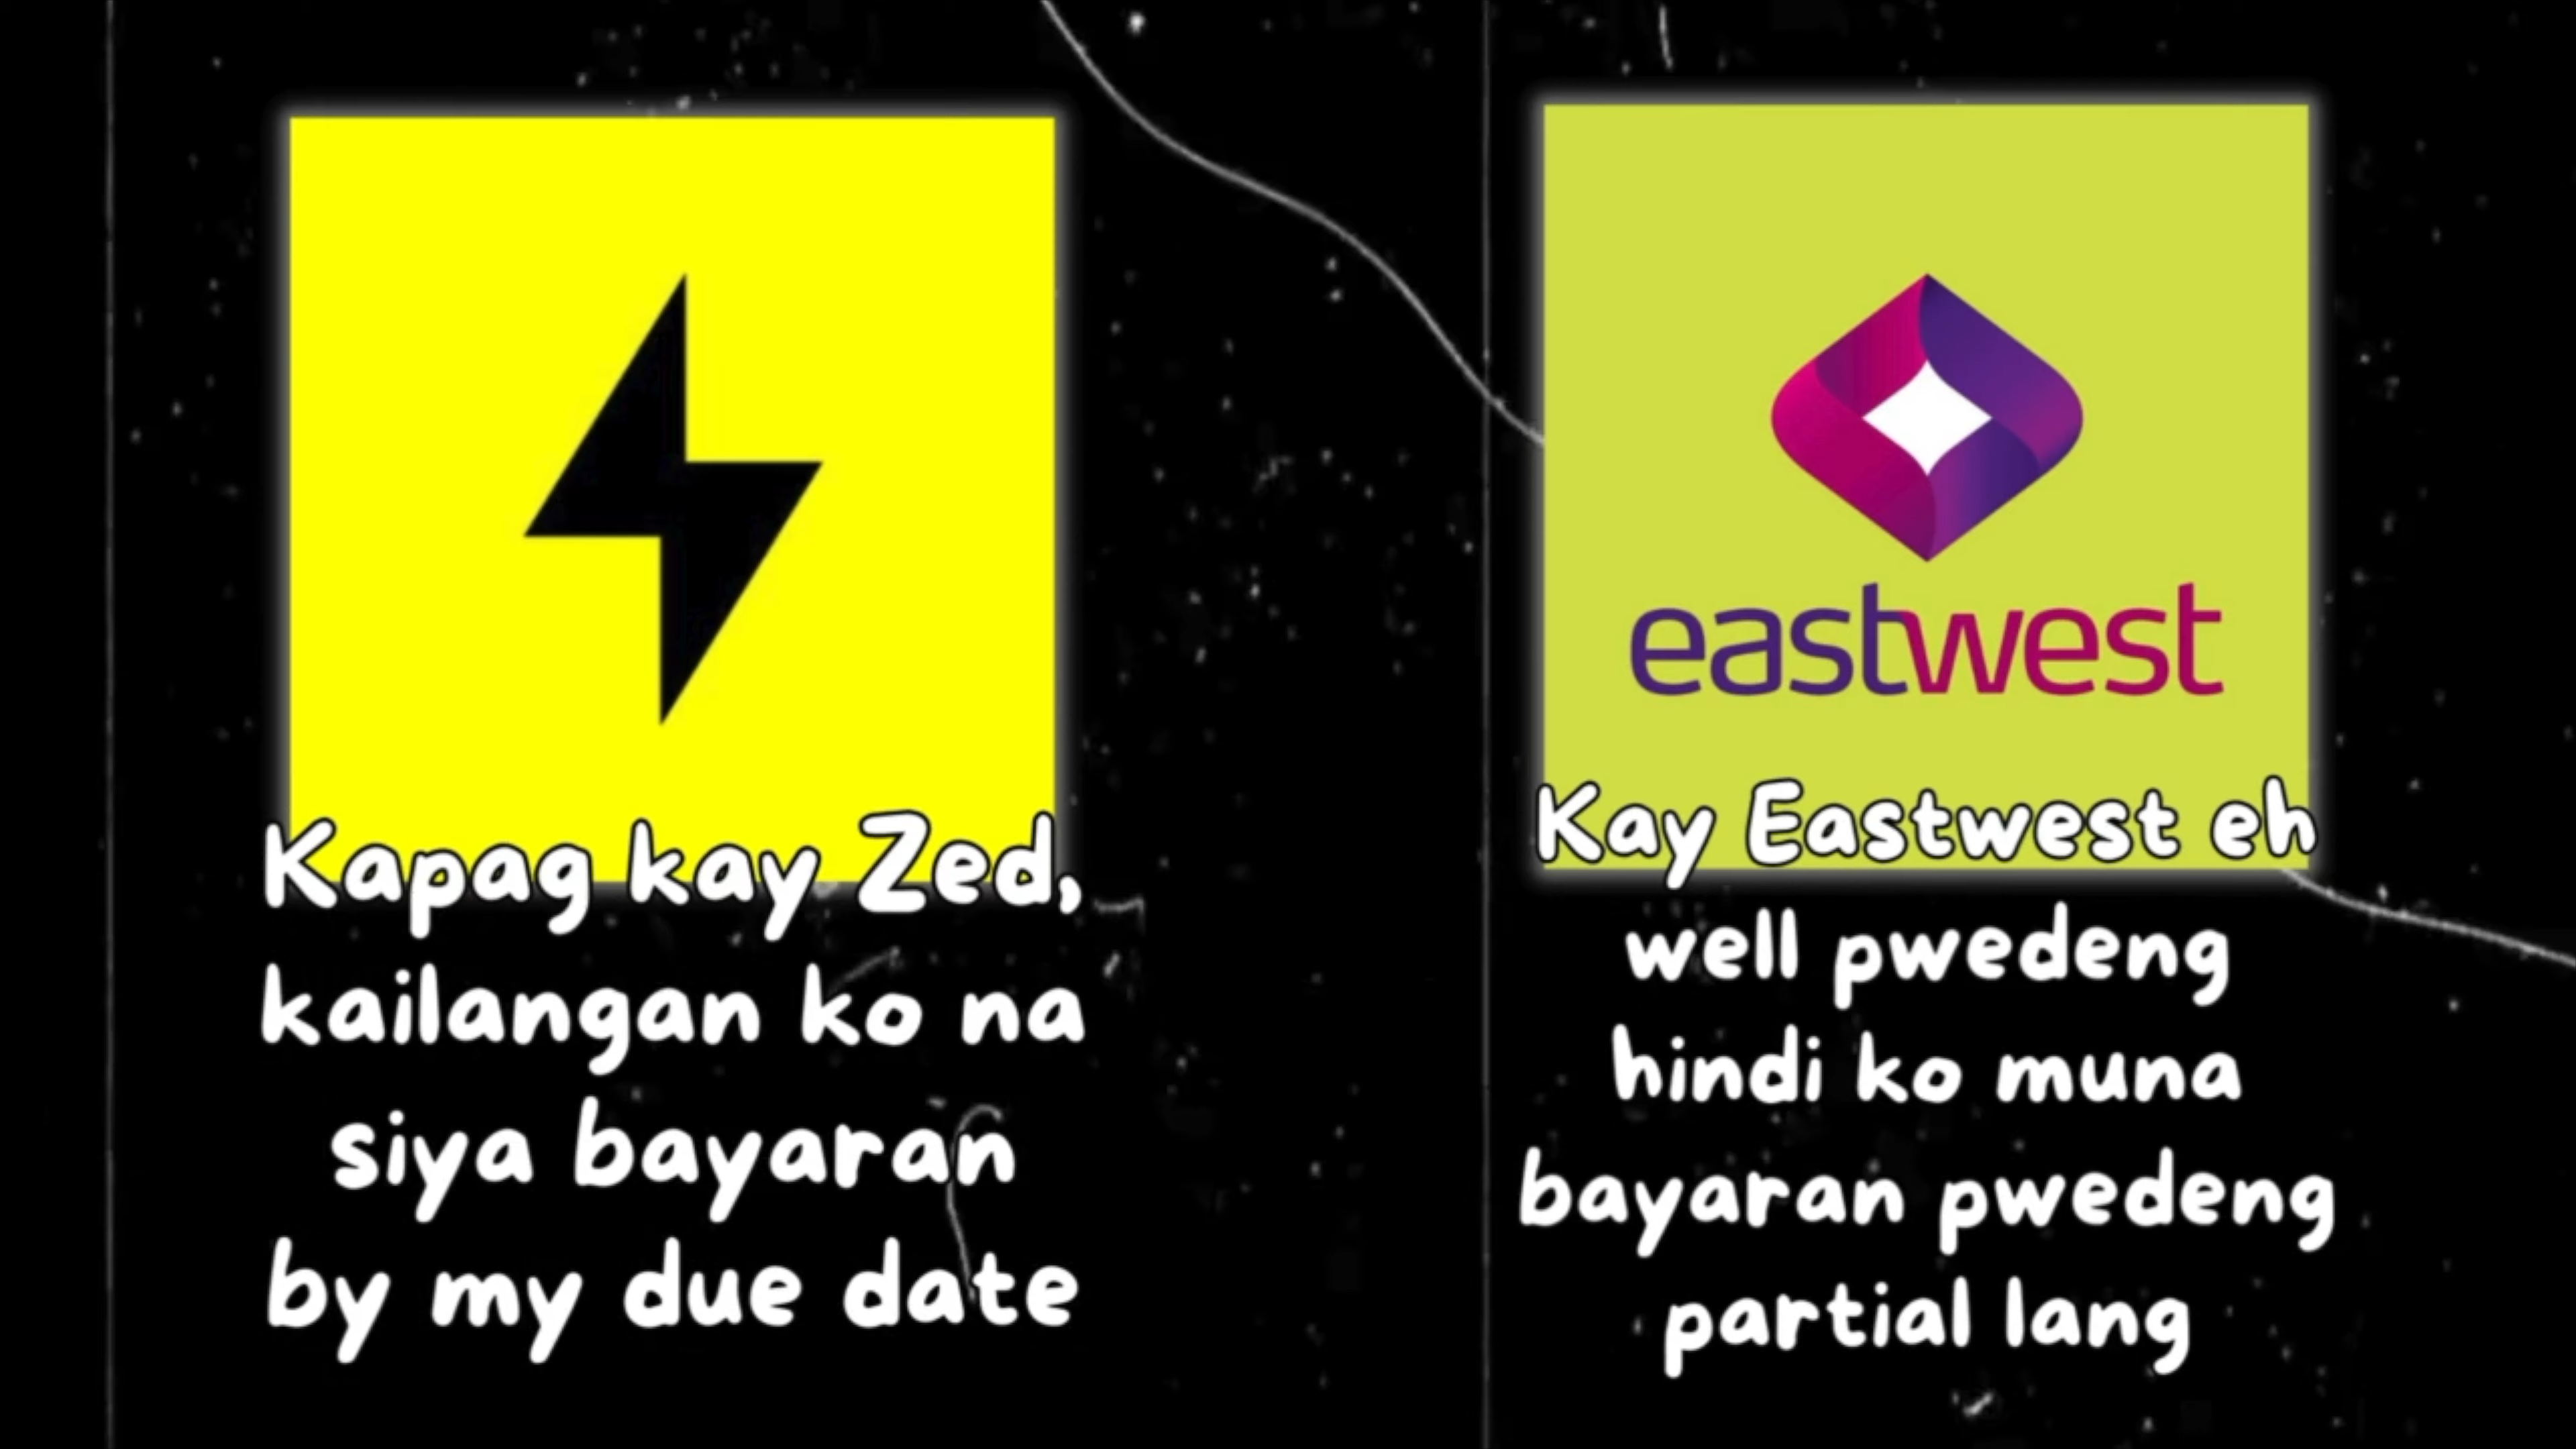 Kapag kay Zed,
kailangan ko na
siya bayaran
by my due date
eastwest
Kay Eastwest eh
well pwedeng
hindi ko muna
bayaran pwedeng
partial lang